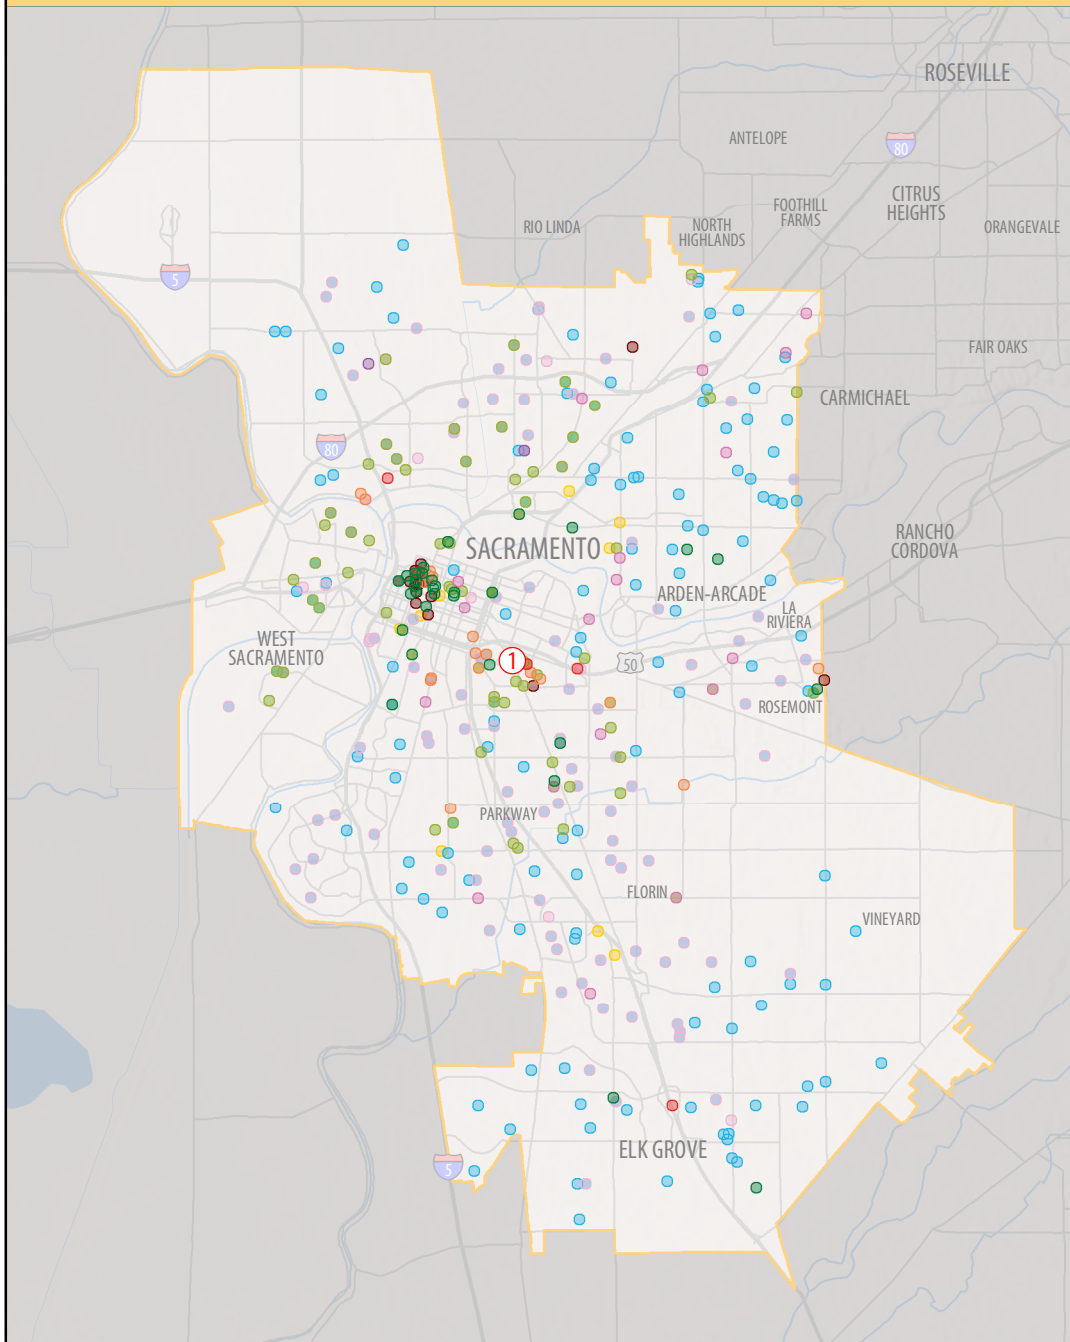 ROSEVILLE
ANTELOPE
80
CITRUS
HEIGHTS
FOOTHILL
FARMS
RIO LINDA
NORTH
HIGHLANDS
ORANGEVALE
5
FAIR OAKS
CARMICHAEL
80
SACRAMENTO
RANCHO
CORDOVA
ARDEN-ARCADE
LA
RIVIERA
WEST
SACRAMENTO
1
50
ROSEMONT
PARKWAY
FLORIN
VINEYARD
ELK GROVE
5